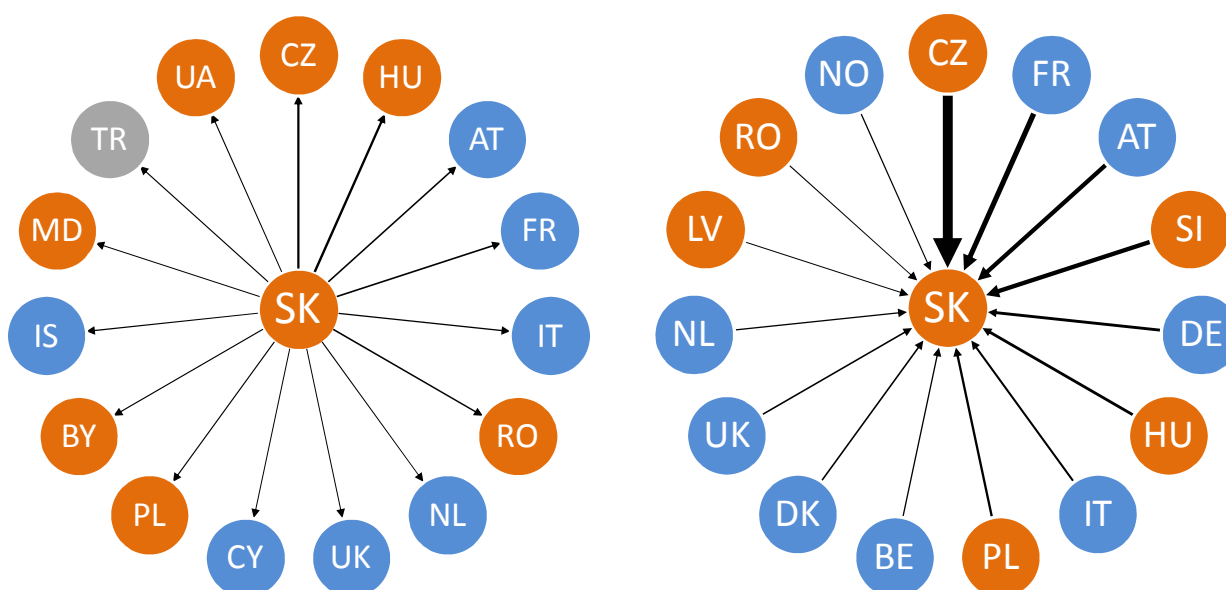 CZ
HU
AT
FR
IT
RO
NL
UK
CY
PL
BY
IS
MD
TR
UA
SK
CZ
FR
AT
SI
DE
HU
IT
PL
BE
DK
UK
NL
LV
RO
NO
SK